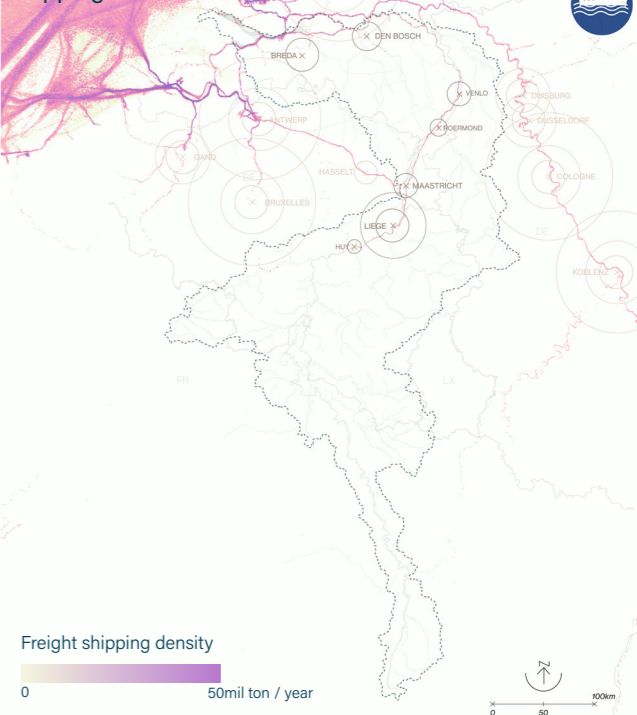 DEN BOSCH
BREDA
VENLO
DUISBURG
DUSSELDORF
ROERMOND
ANTWERP
GAND
HASSELT
MAASTRICHT
COLOGNE
BE
BRUXELLES
LIEGE
DE
HUY
KOBLENZ
FR
LX
Freight shipping density
0
50mil ton / year
N
100km
0
50